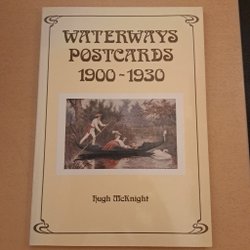 WATERWAYS
POSTCARDS
1900-1930
Hugh McKnight